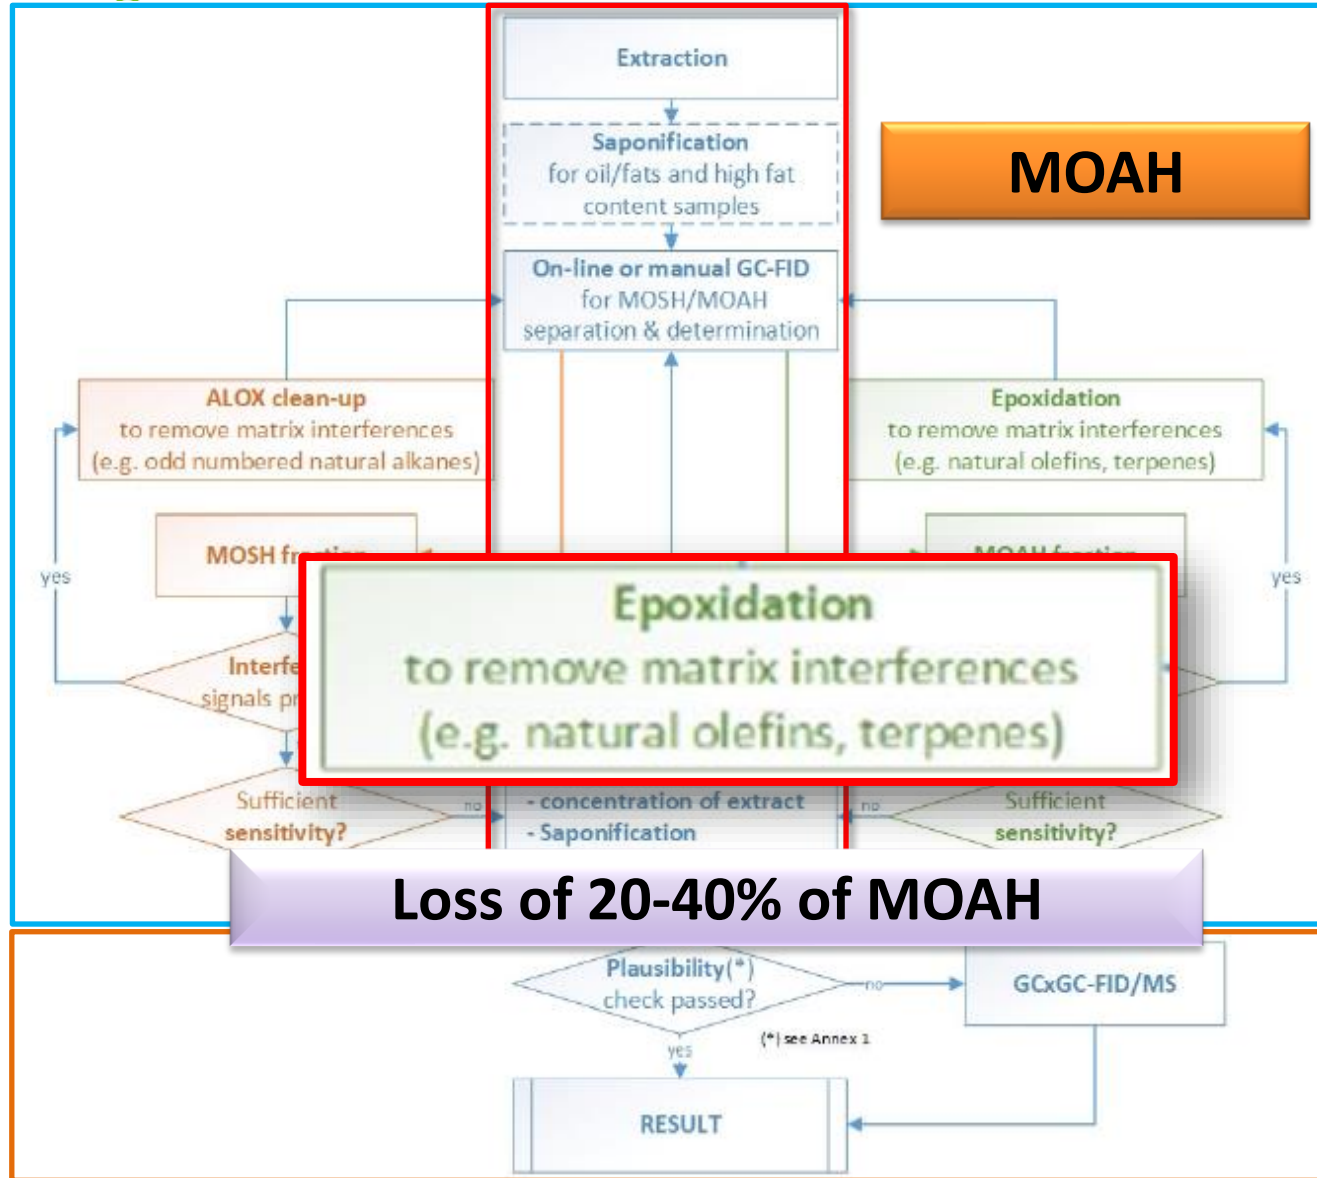 Extraction
Saponification
for oil/fats and high fat
content samples
MOAH
On-line or manual GC-FID
for MOSH/MOAH
separation & determination
ALOX clean-up
to remove matrix interferences
(e.g. odd numbered natural alkanes)
Epoxidation
to remove matrix interferences
(e.g. natural olefins, terpenes)
MOSH
MOAH fraction
yes
yes
Epoxidation
to remove matrix interferences
(e.g. natural olefins, terpenes)
signals
Sufficient
sensitivity?
no
- concentration of extract
- Saponification
no
Sufficient
sensitivity?
Loss of 20-40% of MOAH
Plausibility(*)
check passed?
no
GCxGC-FID/MS
(*) see Annex 1
yes
RESULT